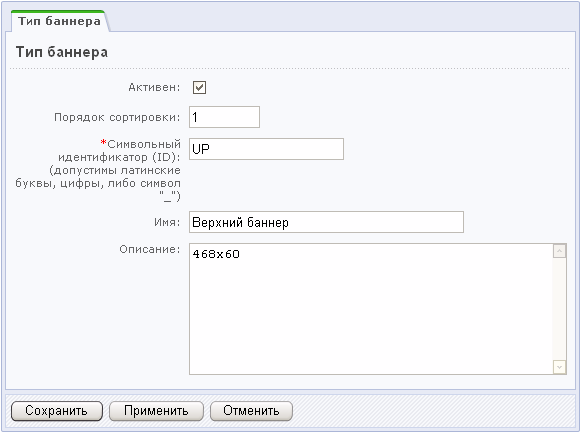 Тип баннера
Тип баннера
Активен:
Порядок сортировки: 1
*Символьный
идентификатор (ID): UP
(допустимы латинские
буквы, цифры, либо символ
"_")
Имя: Верхний баннер
Описание: 468x60
Сохранить Применить Отменить